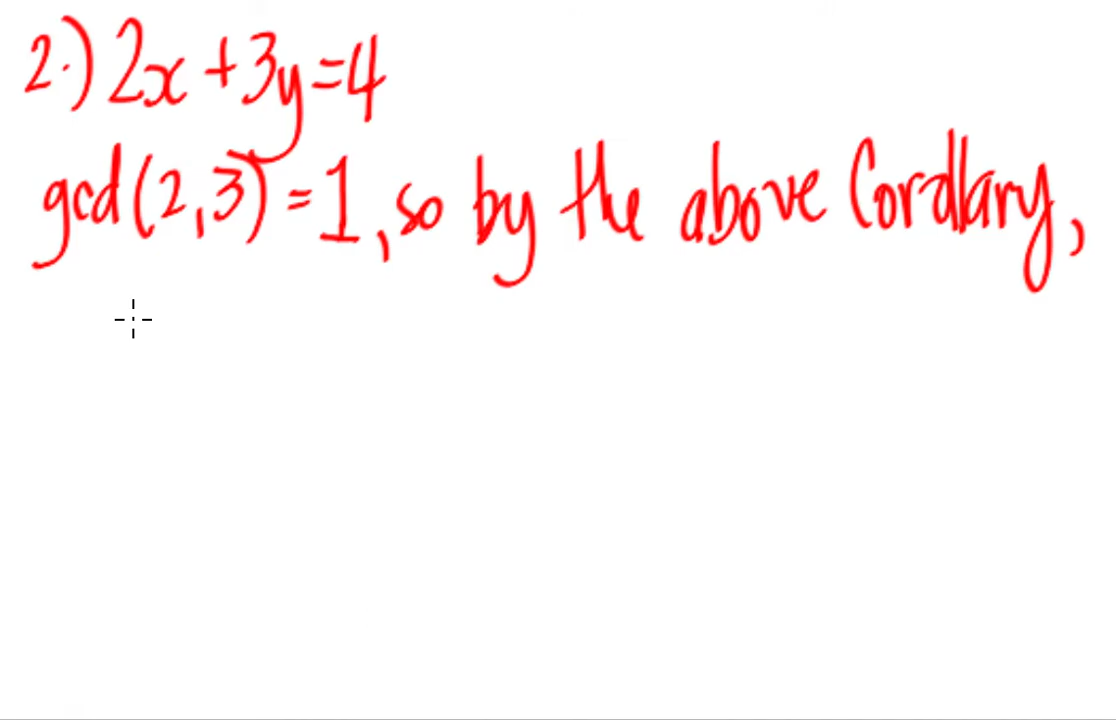 2.) 2x+3y=4
gcd(2,3)=1, so by the above Corollary,